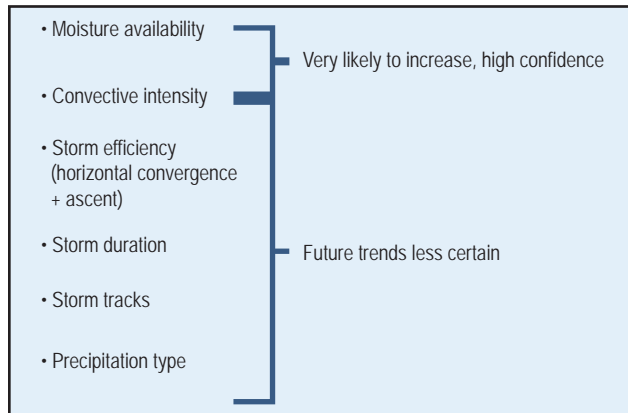 • Moisture availability
Very likely to increase, high confidence
• Convective intensity
• Storm efficiency
(horizontal convergence
+ ascent)
• Storm duration
Future trends less certain
• Storm tracks
• Precipitation type